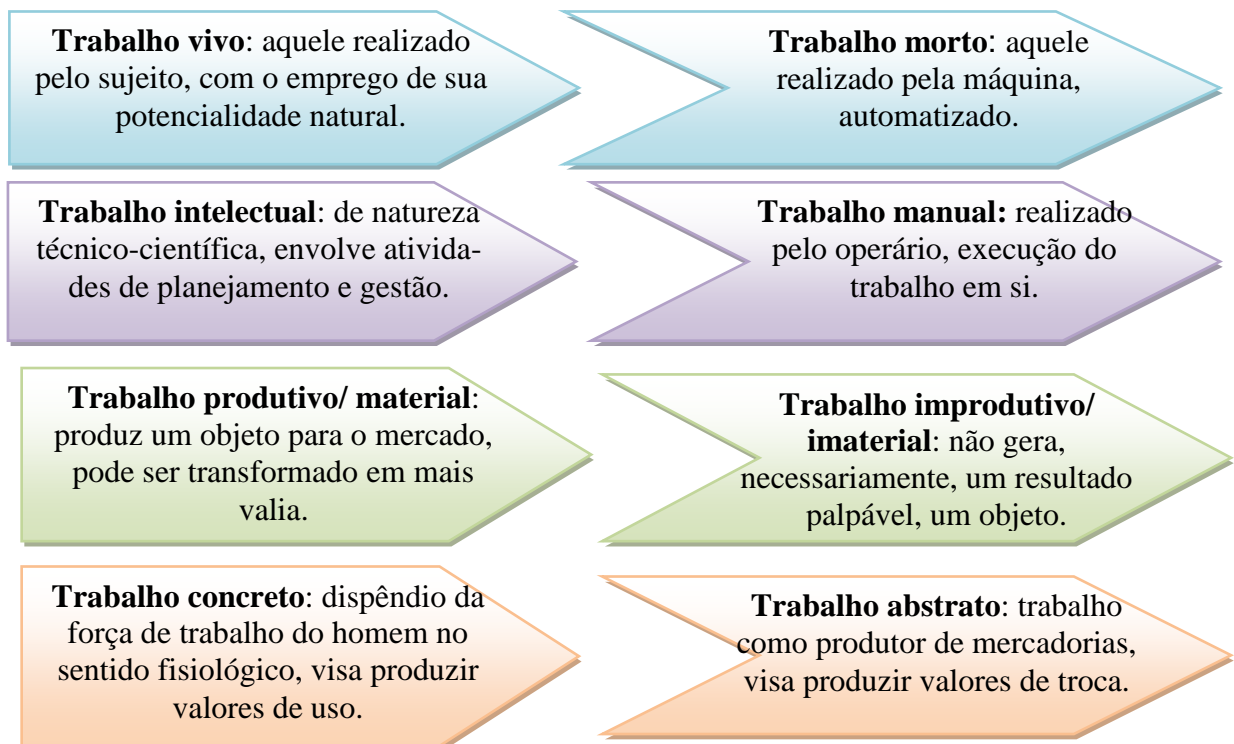 Trabalho vivo: aquele realizado
pelo sujeito, com o emprego de sua
potencialidade natural.
Trabalho morto: aquele
realizado pela máquina,
automatizado.
Trabalho intelectual: de natureza
técnico-científica, envolve ativida-
des de planejamento e gestão.
Trabalho manual: realizado
pelo operário, execução do
trabalho em si.
Trabalho produtivo/ material:
produz um objeto para o mercado,
pode ser transformado em mais
valia.
Trabalho improdutivo/
imaterial: não gera,
necessariamente, um resultado
palpável, um objeto.
Trabalho concreto: dispêndio da
força de trabalho do homem no
sentido fisiológico, visa produzir
valores de uso.
Trabalho abstrato: trabalho
como produtor de mercadorias,
visa produzir valores de troca.